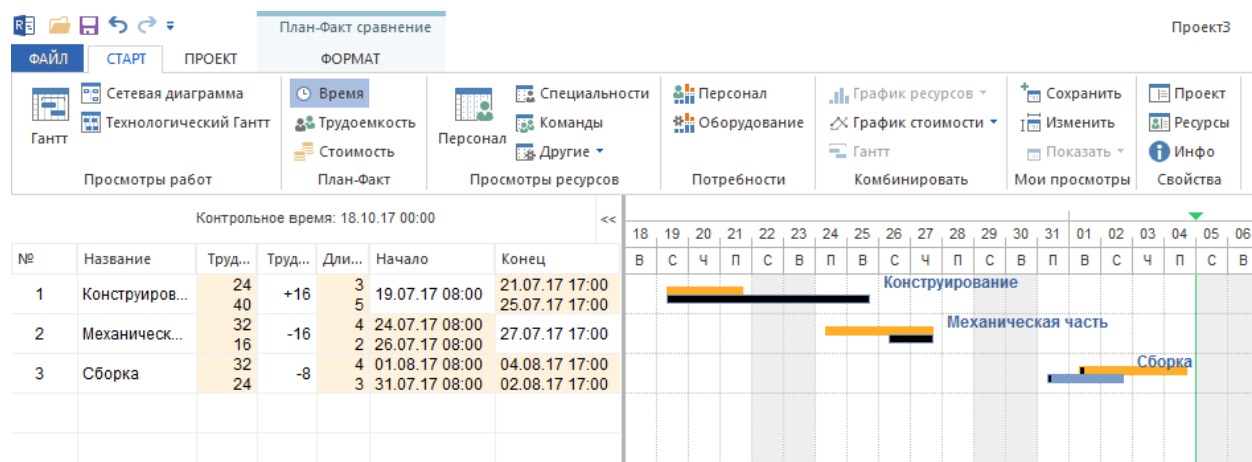 План-Факт сравнение Проект3
ФАЙЛ СТАРТ ПРОЕКТ ФОРМАТ
Сетевая диаграмма Время Специальности Персонал График ресурсов Сохранить Проект
Технологический Гантт Трудоемкость Команды Оборудование График стоимости Изменить Ресурсы
Гантт Стоимость Персонал Другие Гантт Показать Инфо
Просмотры работ План-Факт Просмотры ресурсов Потребности Комбинировать Мои просмотры Свойства
Контрольное время: 18.10.17 00:00 <<
18 19 20 21 22 23 24 25 26 27 28 29 30 31 01 02 03 04 05 06
№ Название Труд... Труд... Дли... Начало Конец В С Ч П С В П В С Ч П С В П В С Ч П С В
24 3 21.07.17 17:00 Конструирование
1 Конструиров... +16 19.07.17 08:00
40 5 25.07.17 17:00
32 4 24.07.17 08:00 Механическая часть
2 Механическ... -16 27.07.17 17:00
16 2 26.07.17 08:00
32 4 01.08.17 08:00 04.08.17 17:00 Сборка
3 Сборка -8
24 3 31.07.17 08:00 02.08.17 17:00